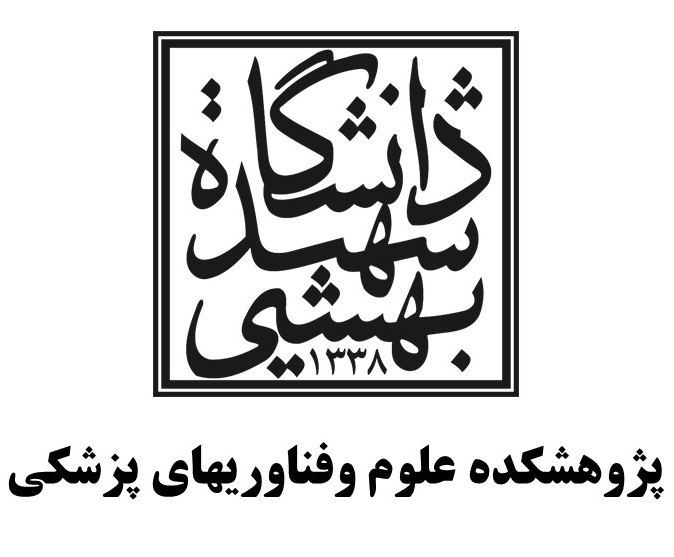 دانشگاه
شهید
بهشتی
۱۳۳۸
پژوهشکده علوم وفناوریهای پزشکی